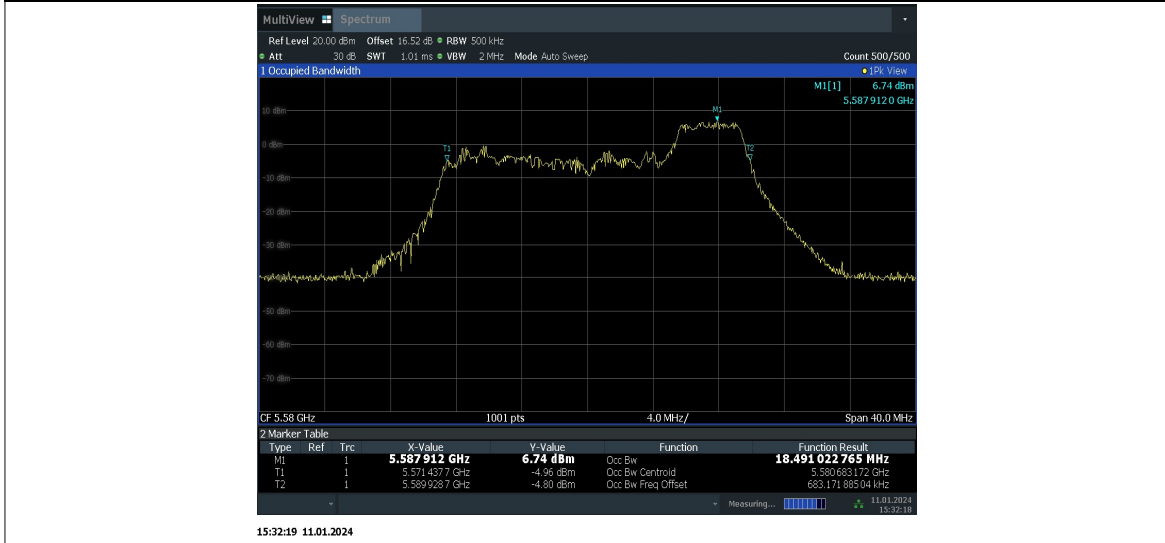 MultiView Spectrum
Ref Level 20.00 dBm Offset 16.52 dB RBW 500 kHz
Att 30 dB SWT 1.01 ms VBW 2 MHz Mode Auto Sweep Count 500/500
1 Occupied Bandwidth 1Pk View
M1[1] 6.74 dBm
5.587 912 0 GHz
10 dBm
M1
0 dBm
T1 T2
-10 dBm
-20 dBm
-30 dBm
-40 dBm
-50 dBm
-60 dBm
-70 dBm
CF 5.58 GHz 1001 pts 4.0 MHz/ Span 40.0 MHz
2 Marker Table
Type Ref Trc X-Value Y-Value Function Function Result
M1 1 5.587 912 GHz 6.74 dBm Occ Bw 18.491 022 765 MHz
T1 1 5.571 437 7 GHz -4.96 dBm Occ Bw Centroid 5.580 683 172 GHz
T2 1 5.589 928 7 GHz -4.80 dBm Occ Bw Freq Offset 683.171 885 04 kHz
Measuring... 11.01.2024
15:32:18
15:32:19 11.01.2024